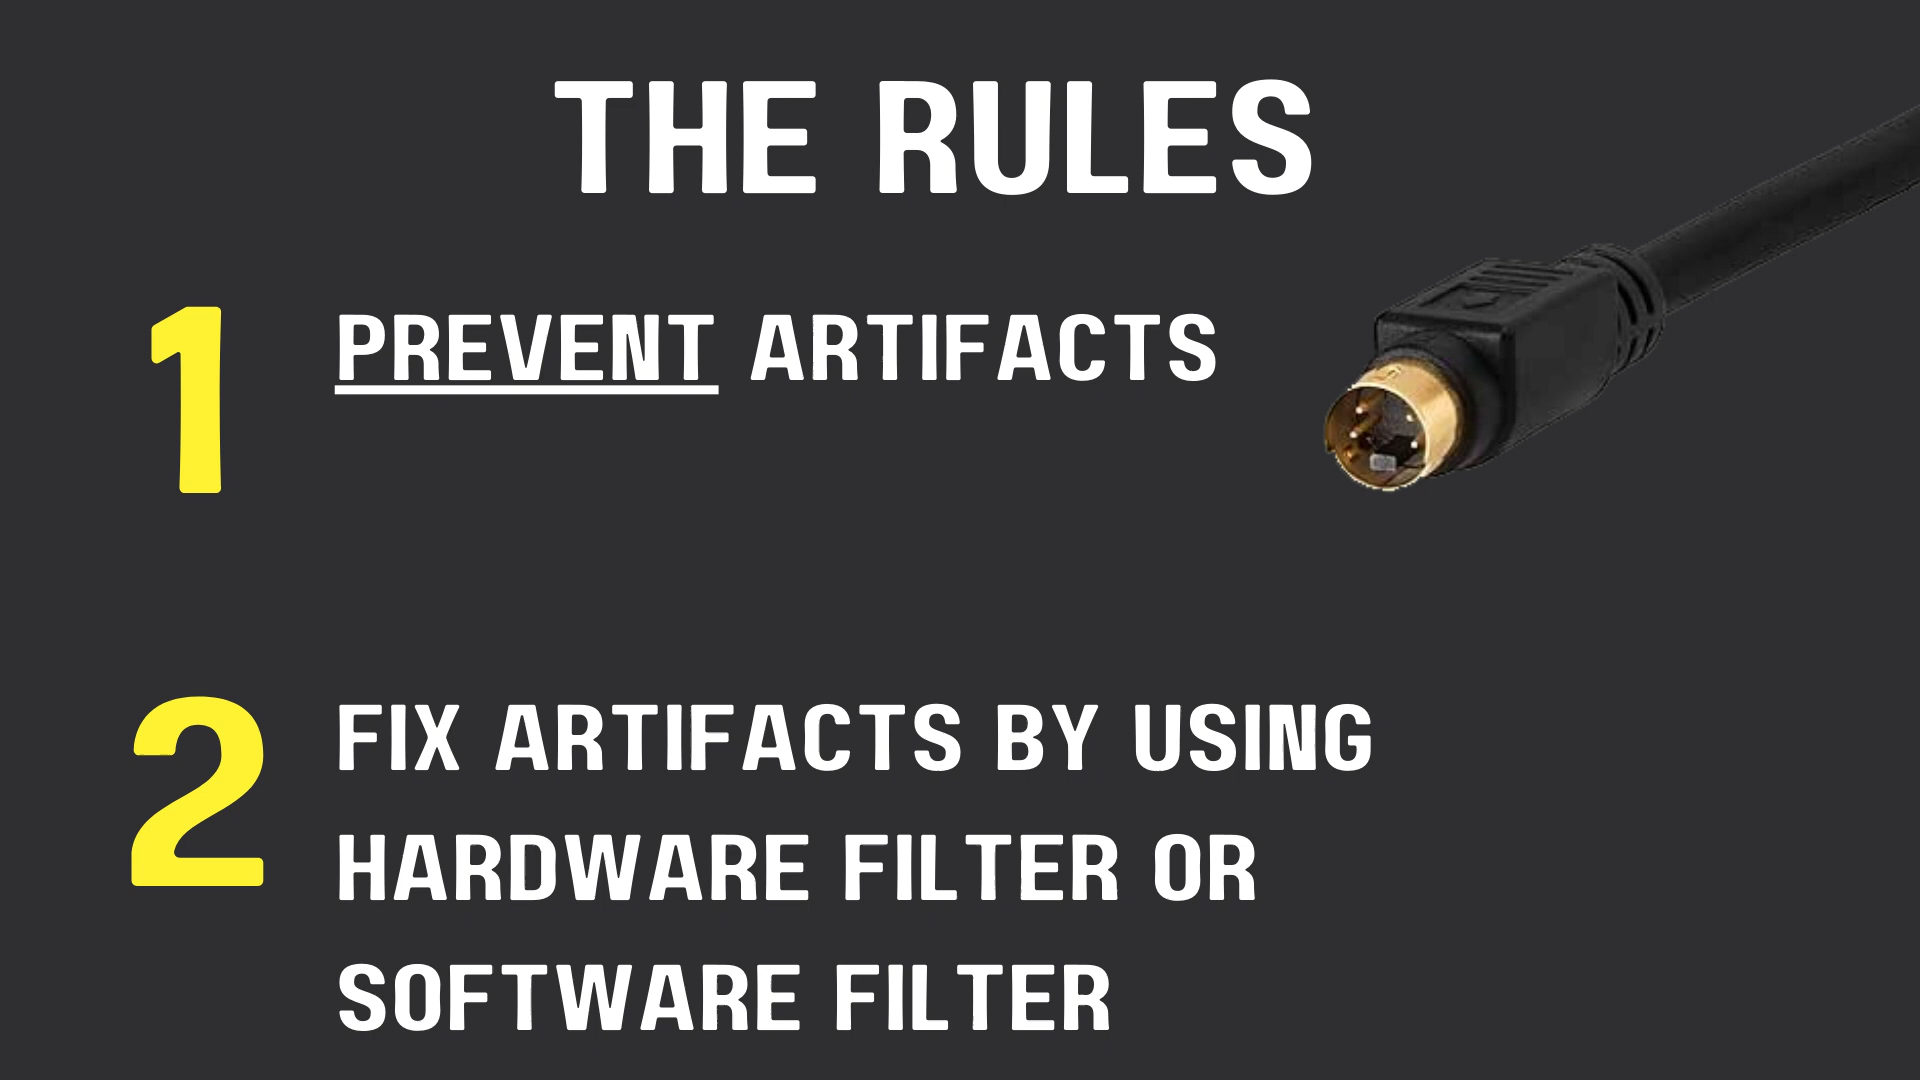 THE RULES
1
PREVENT ARTIFACTS
2
FIX ARTIFACTS BY USING
HARDWARE FILTER OR
SOFTWARE FILTER